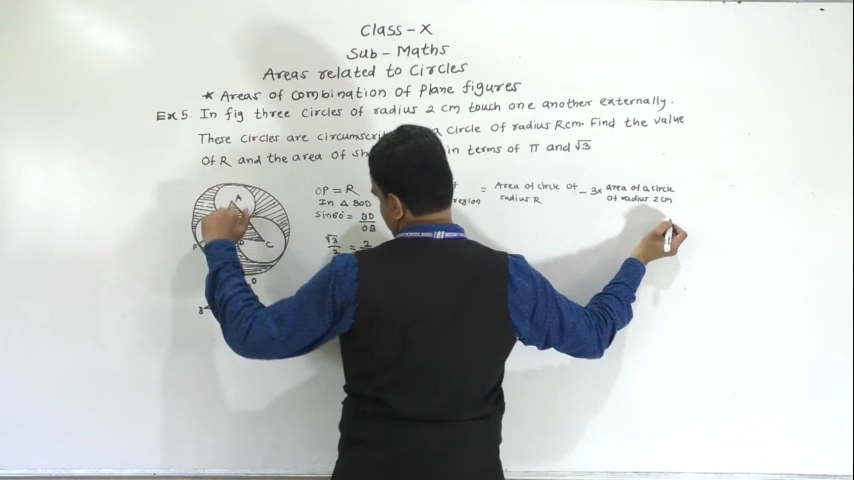 Class - X
Sub - Maths
Areas related to Circles
* Areas of combination of Plane figures
Ex 5. In fig three circles of radius 2 cm touch one another externally.
These circles are circumscri a circle of radius R cm. Find the value
Of R and the area of in terms of π and √3
A
C
OP = R
In Δ BOD
sin60° = BD/OB
√3/2 = 2
region = Area of circle of radius R - 3x area of a circle of radius 2 cm